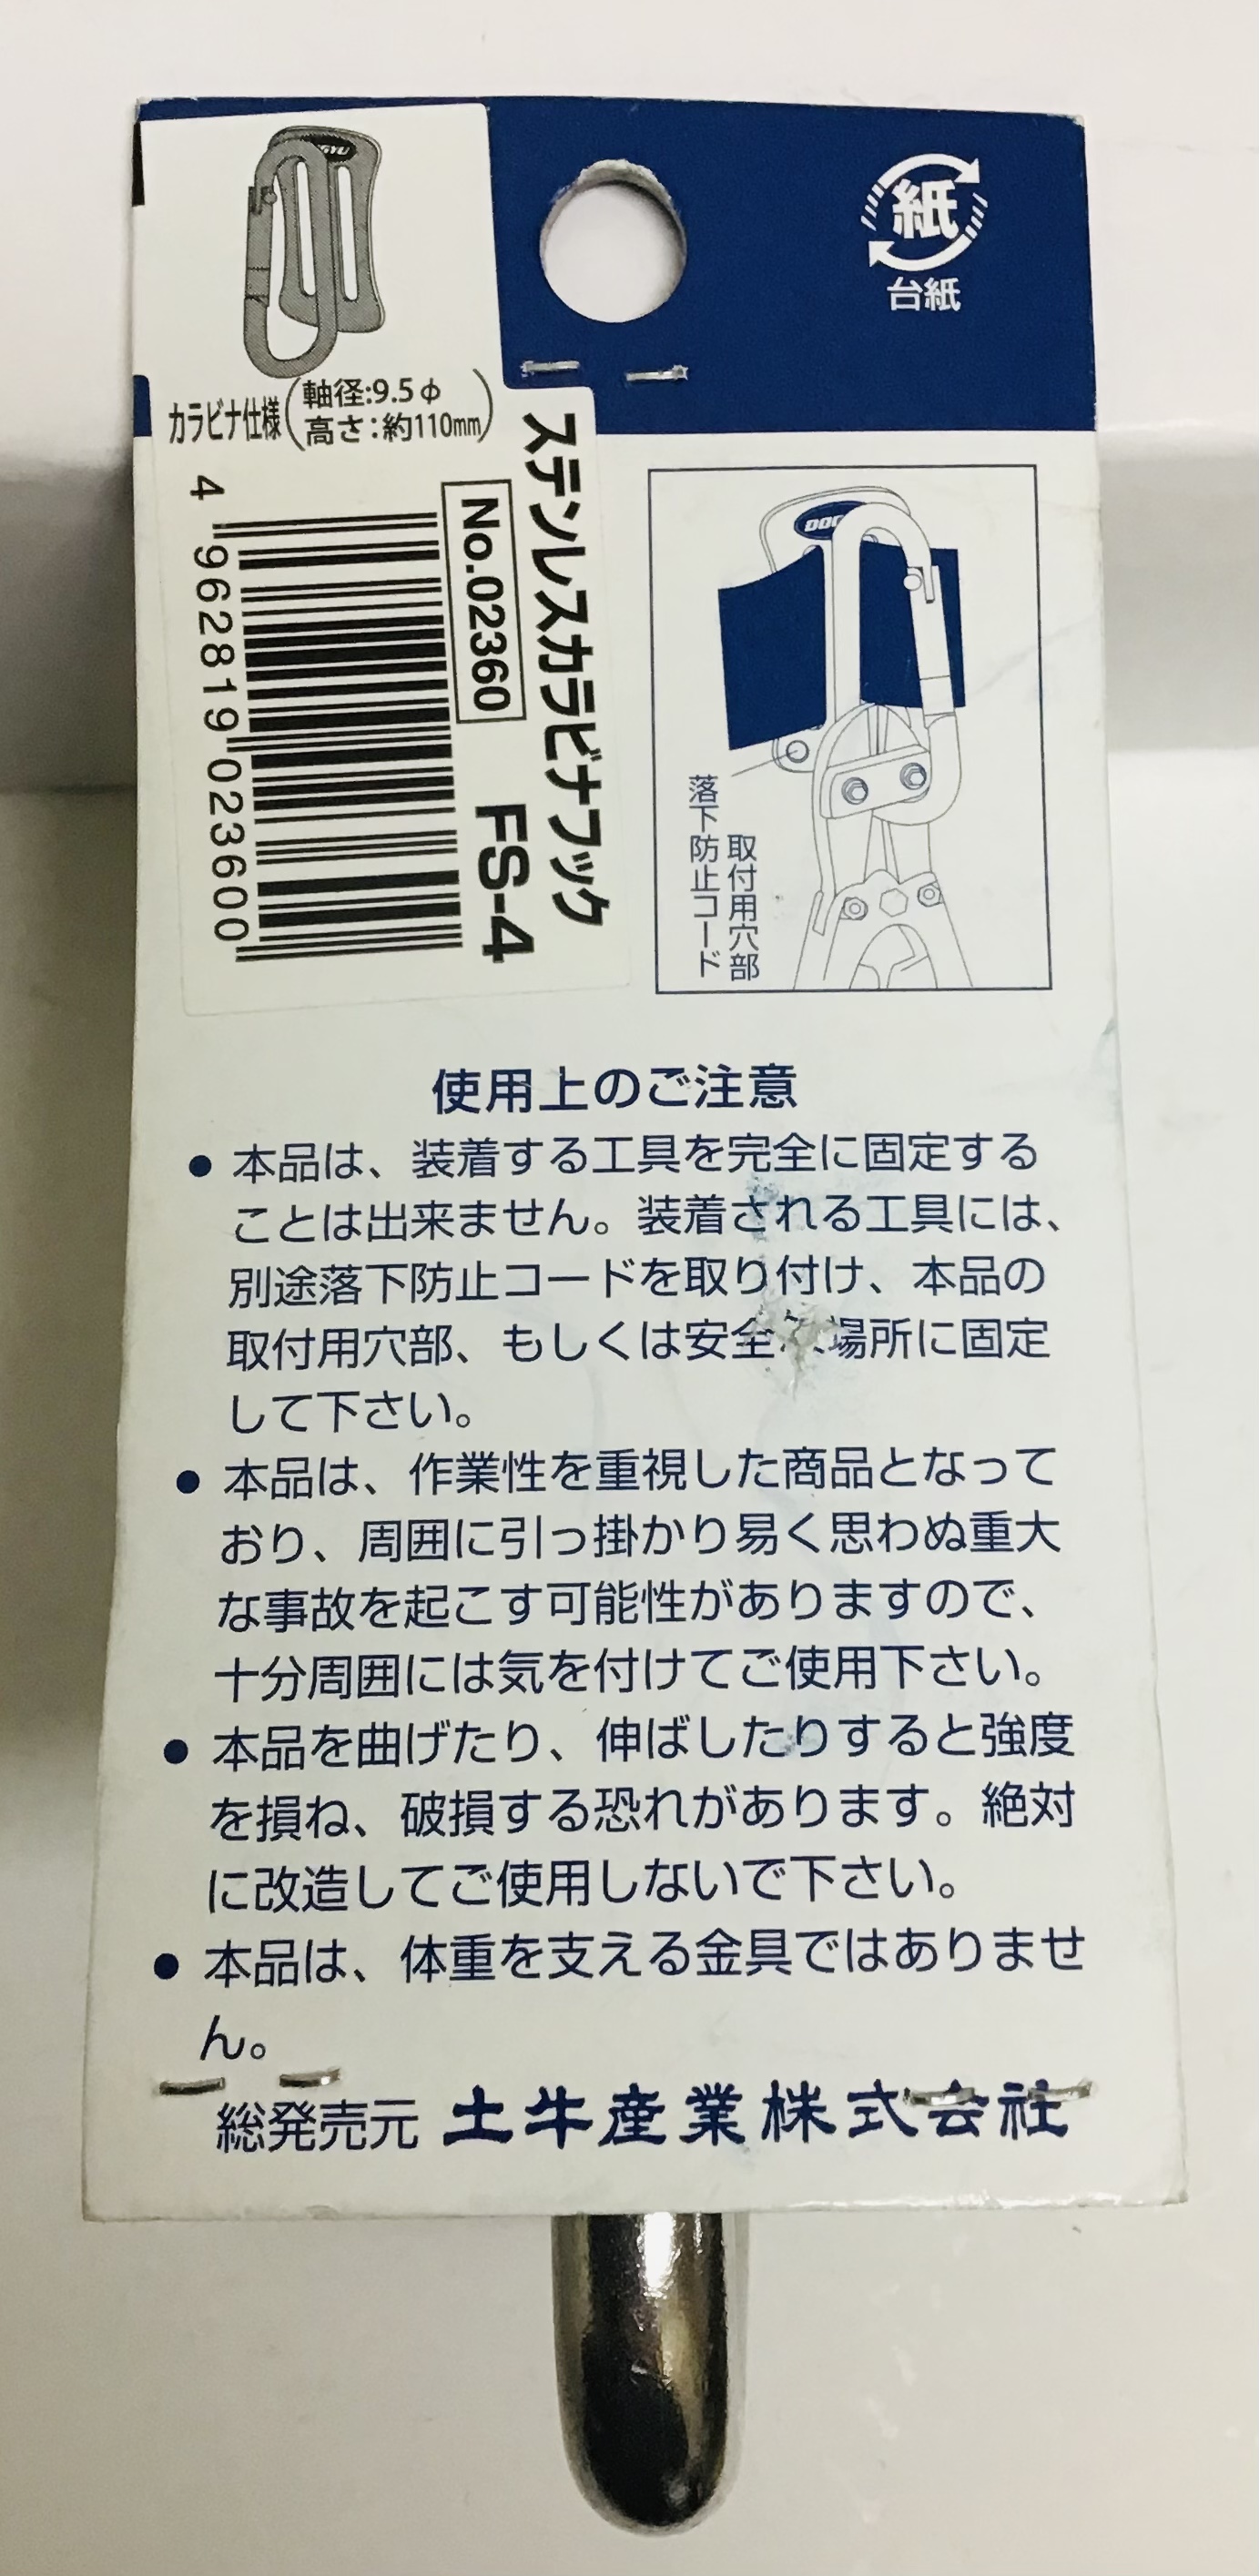 紙
台紙
GYU
カラビナ仕様(軸径:9.5φ
高さ:約110mm)
ステンレスカラビナフック
No.02360 FS-4
4 962819 023600
DOG
落下防止コード
取付用穴部
使用上のご注意
● 本品は、装着する工具を完全に固定する
ことは出来ません。装着される工具には、
別途落下防止コードを取り付け、本品の
取付用穴部、もしくは安全 場所に固定
して下さい。
● 本品は、作業性を重視した商品となって
おり、周囲に引っ掛かり易く思わぬ重大
な事故を起こす可能性がありますので、
十分周囲には気を付けてご使用下さい。
● 本品を曲げたり、伸ばしたりすると強度
を損ね、破損する恐れがあります。絶対
に改造してご使用しないで下さい。
● 本品は、体重を支える金具ではありませ
ん。
総発売元 土牛産業株式会社